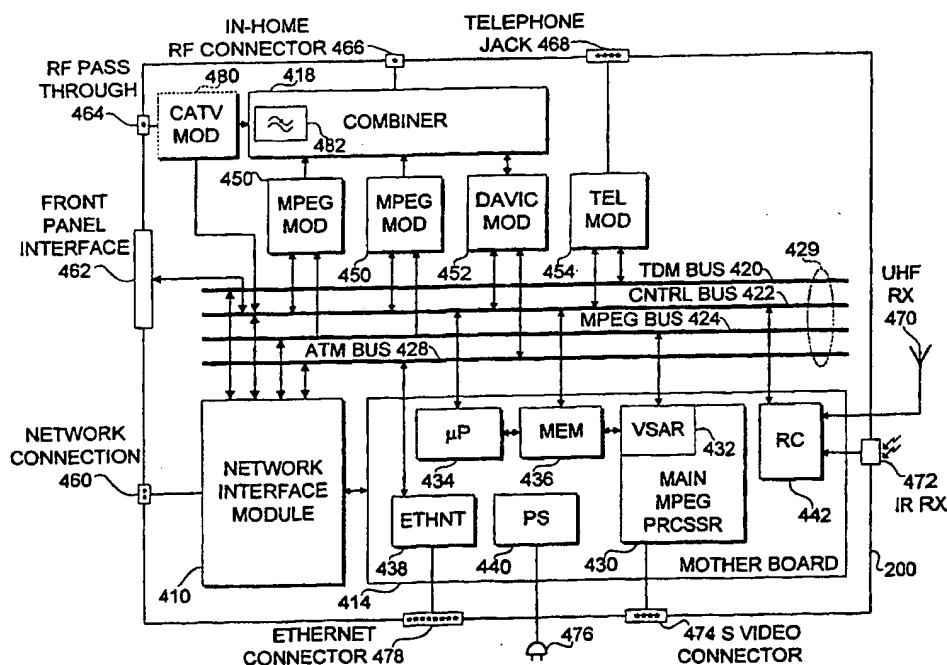 IN-HOME
RF CONNECTOR 466
TELEPHONE
JACK 468
RF PASS
THROUGH
464
480
CATV
MOD
418
COMBINER
482
450
MPEG
MOD
MPEG
MOD
450
DAVIC
MOD
452
TEL
MOD
454
FRONT
PANEL
INTERFACE
462
429
TDM BUS 420
CNTRL BUS 422
MPEG BUS 424
ATM BUS 428
UHF
RX
470
NETWORK
CONNECTION
460
NETWORK
INTERFACE
MODULE
410
µP
434
MEM
436
VSAR
432
MAIN
MPEG
PRCSSR
430
RC
442
472
IR RX
ETHNT
438
PS
440
MOTHER BOARD
414
200
ETHERNET
CONNECTOR 478
476
474 S VIDEO
CONNECTOR